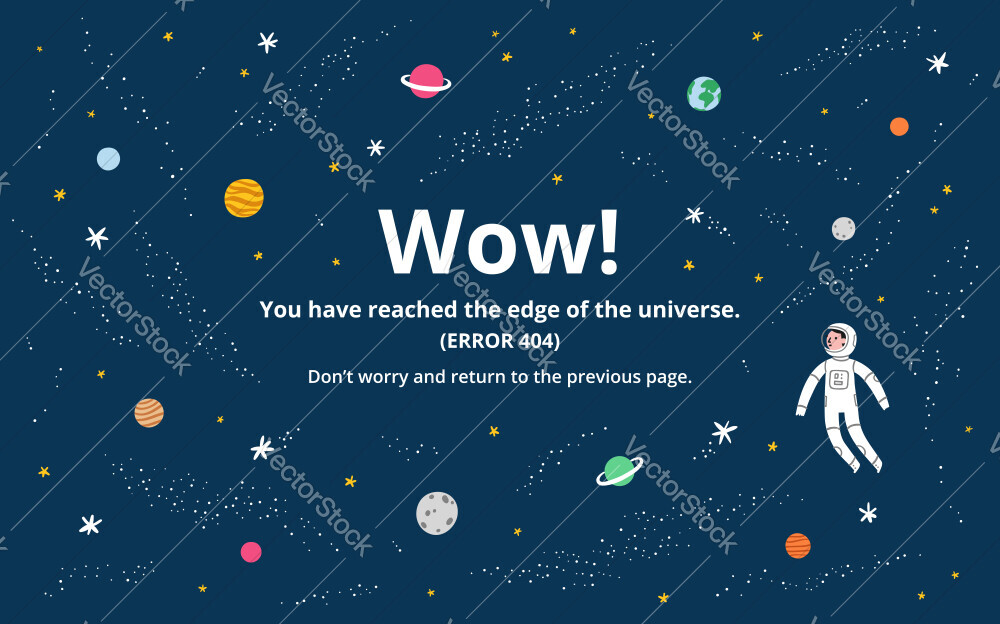 VectorStock
VectorStock
Wow!
VectorStock
VectorStock
VectorStock
You have reached the edge of the universe.
(ERROR 404)
Don’t worry and return to the previous page.
VectorStock
VectorStock